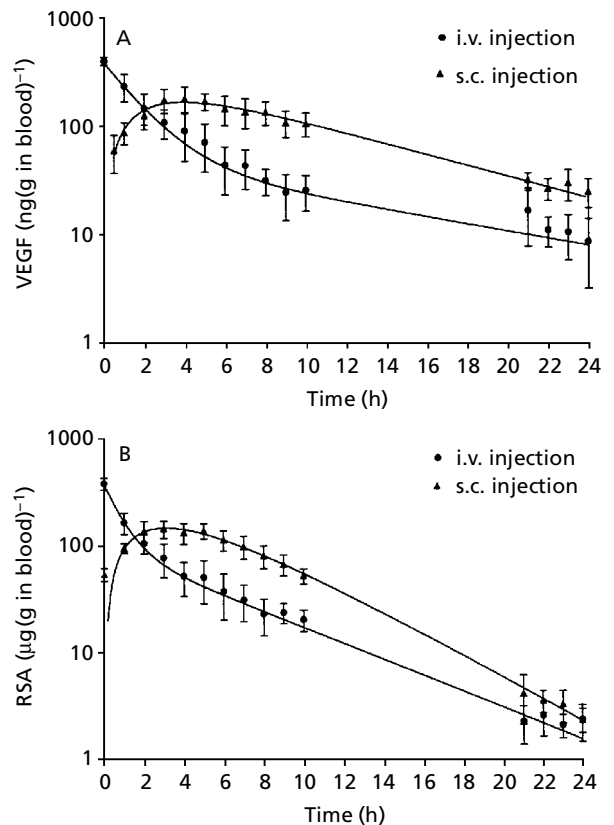 A
i.v. injection
s.c. injection
VEGF (ng(g in blood)⁻¹)
1000
100
10
1
0 2 4 6 8 10 12 14 16 18 20 22 24
Time (h)
B
i.v. injection
s.c. injection
RSA (μg(g in blood)⁻¹)
1000
100
10
1
0 2 4 6 8 10 12 14 16 18 20 22 24
Time (h)